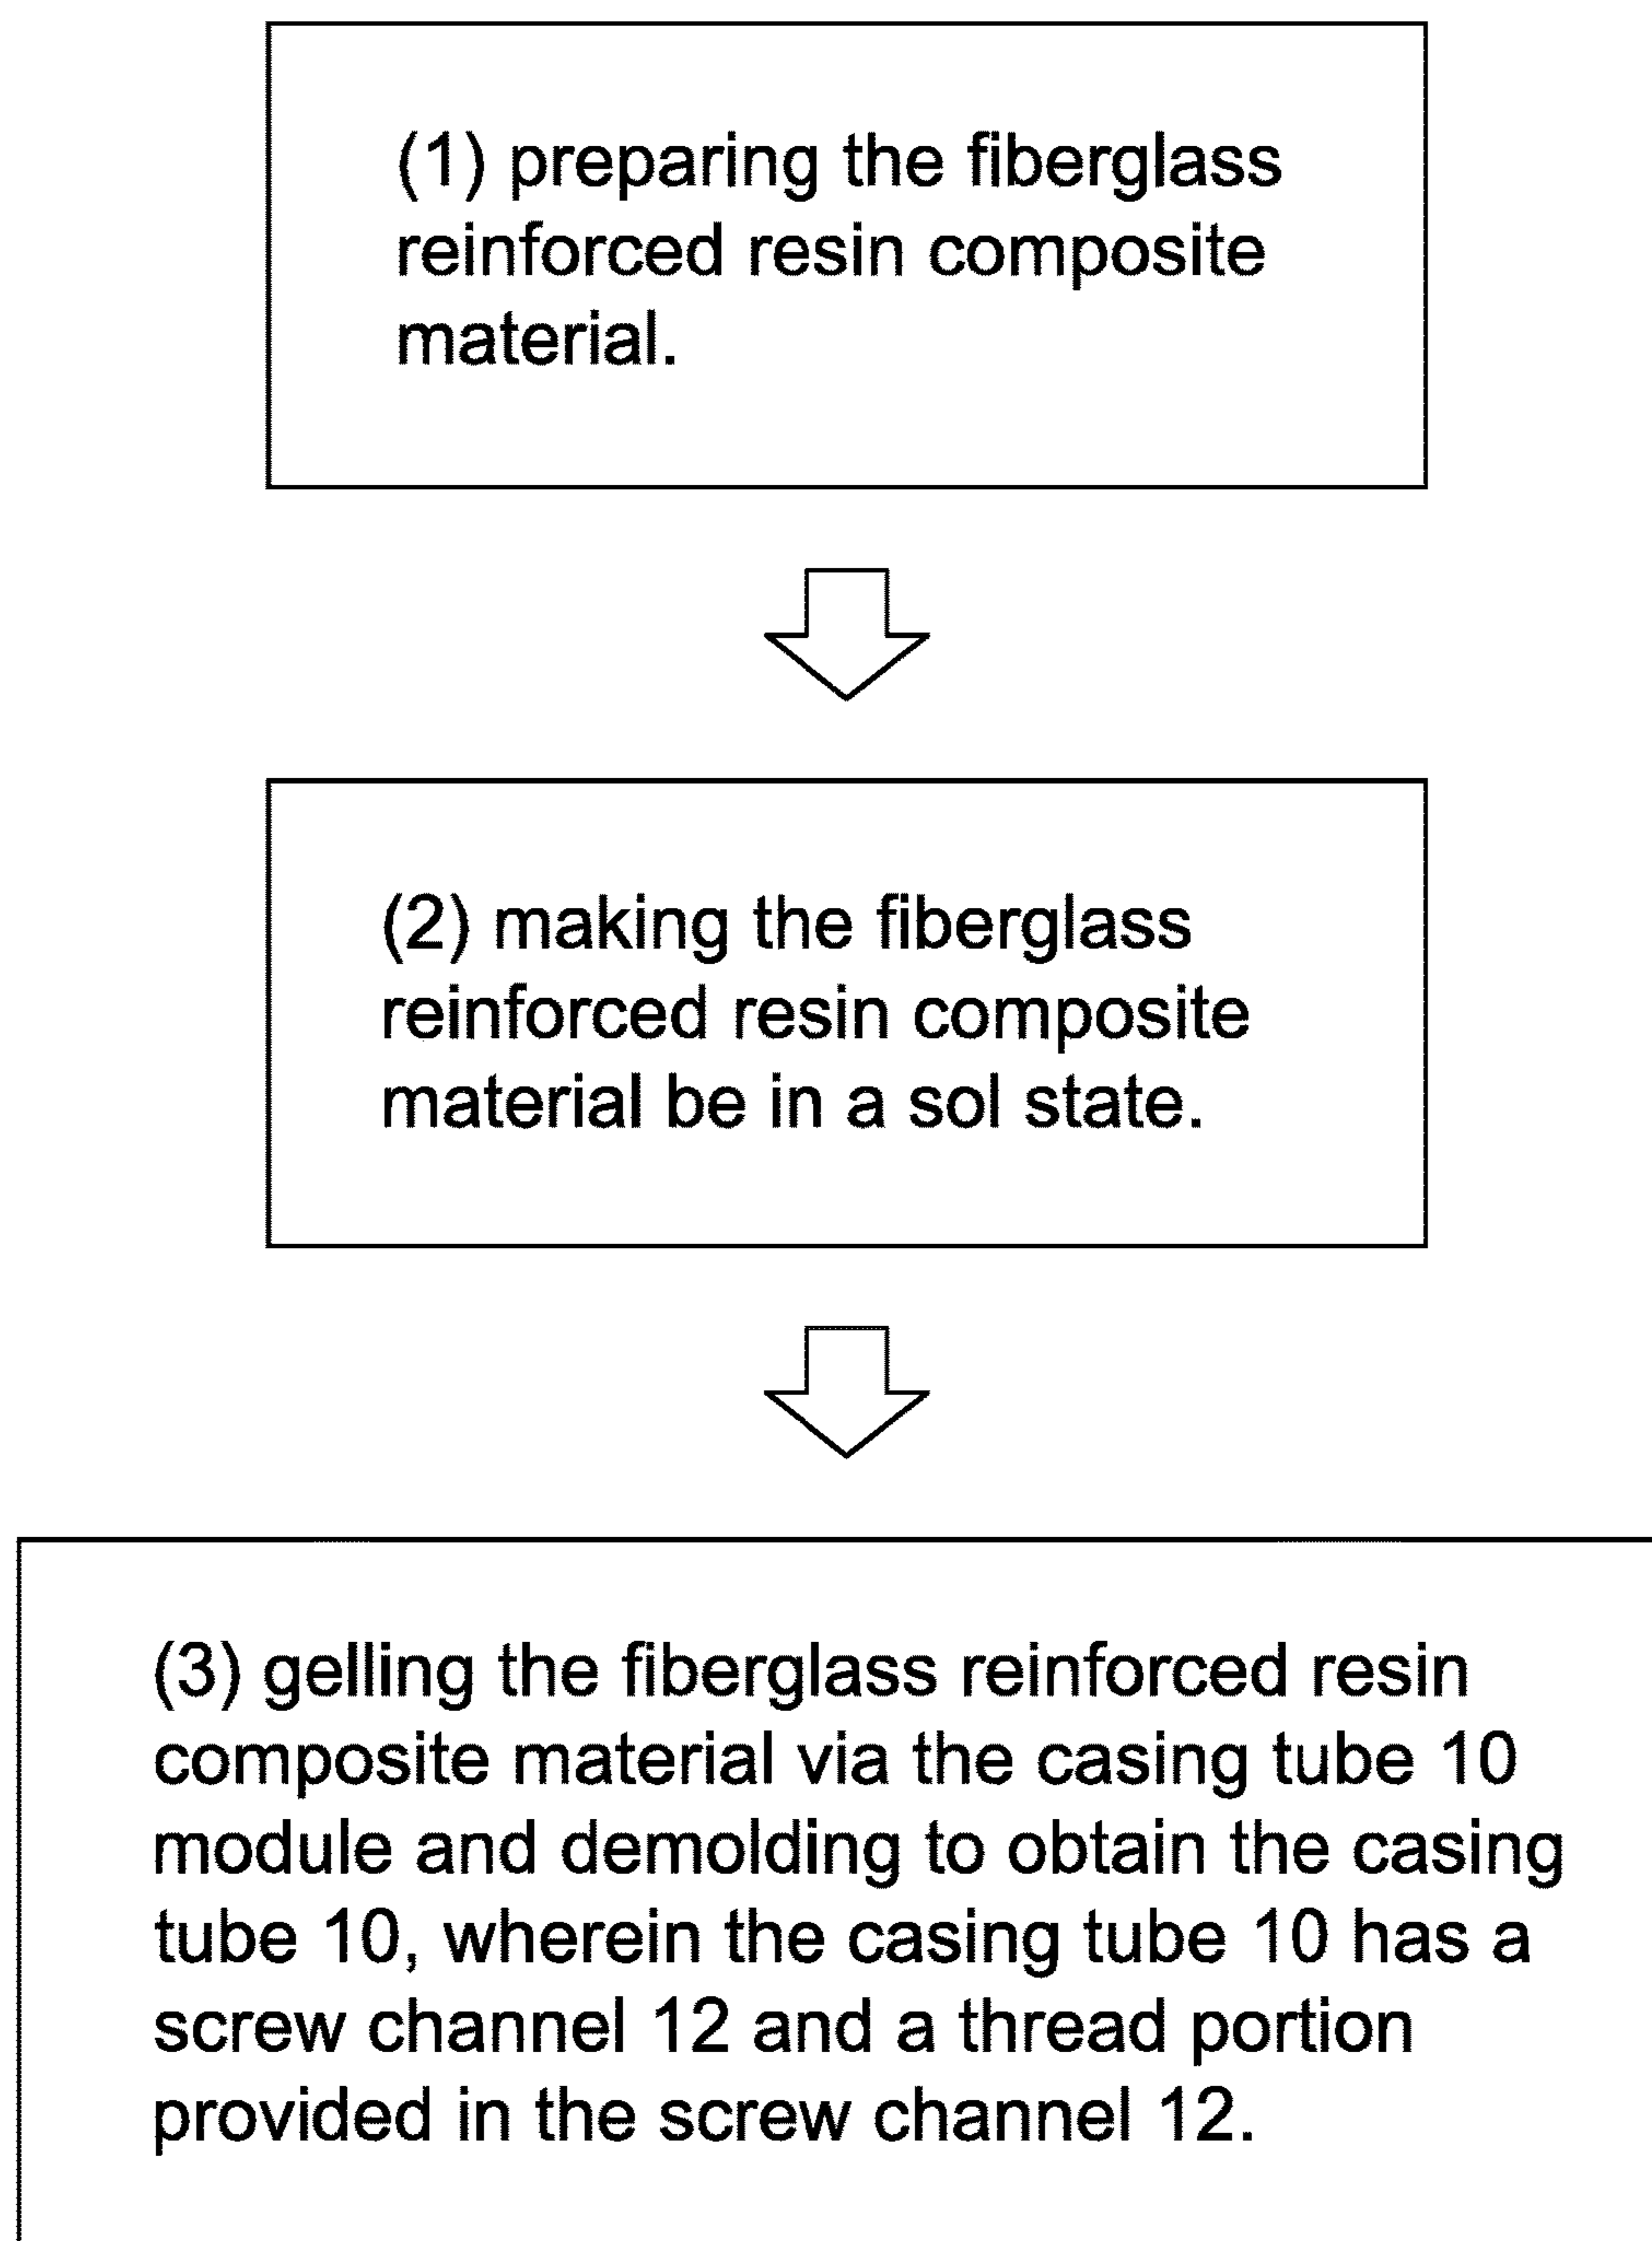 (1) preparing the fiberglass
reinforced resin composite
material.
(2) making the fiberglass
reinforced resin composite
material be in a sol state.
(3) gelling the fiberglass reinforced resin
composite material via the casing tube 10
module and demolding to obtain the casing
tube 10, wherein the casing tube 10 has a
screw channel 12 and a thread portion
provided in the screw channel 12.